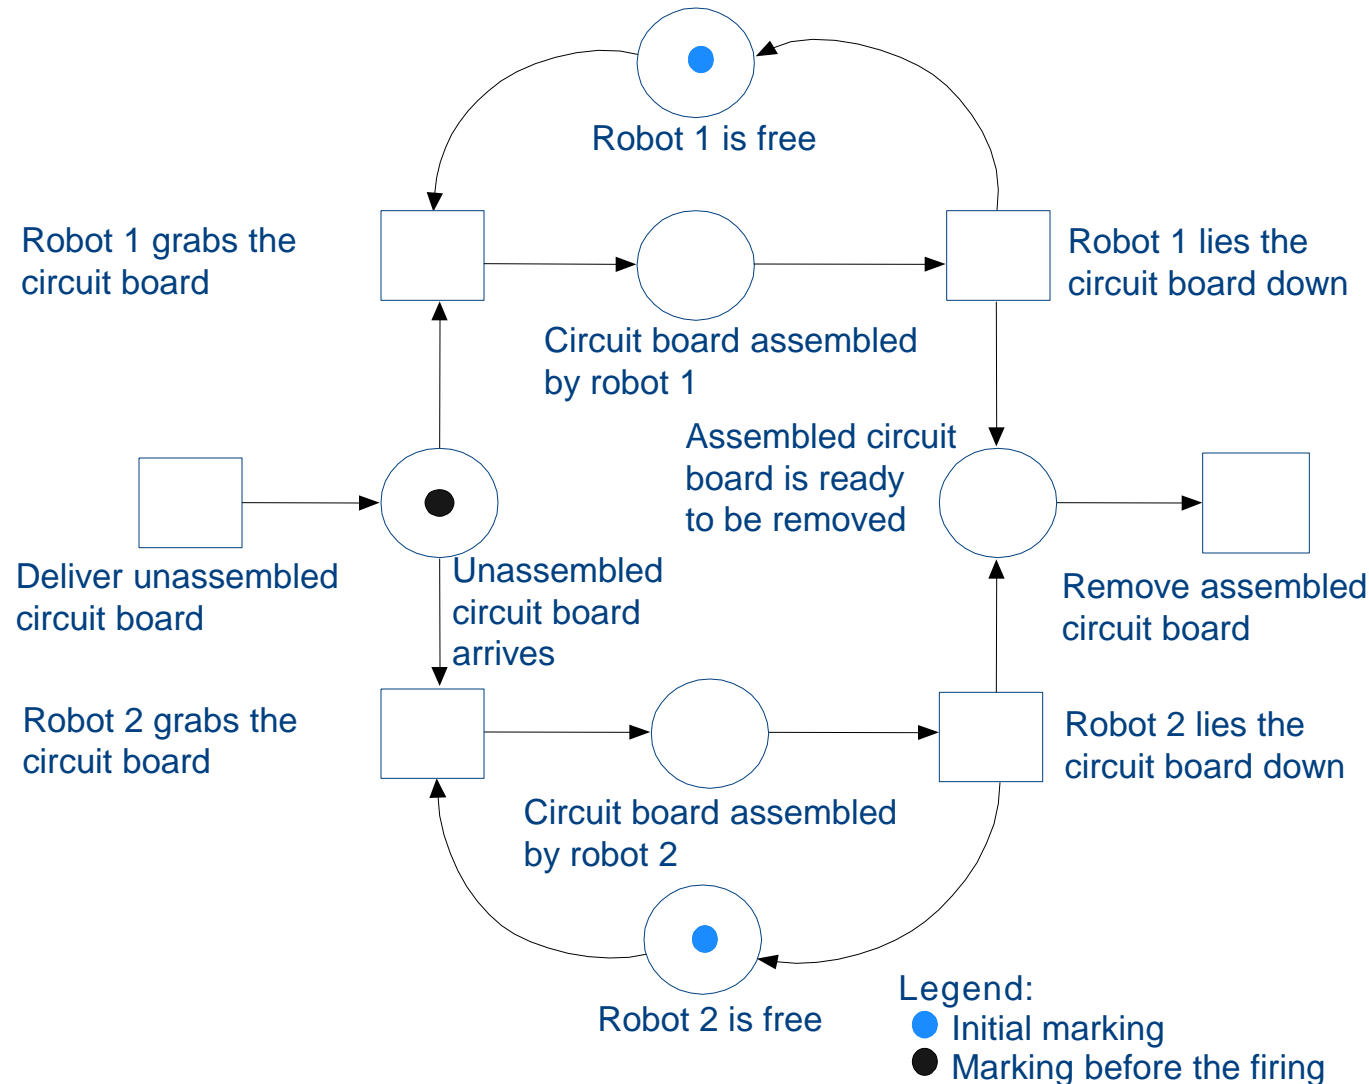 Robot 1 is free
Robot 1 grabs the
circuit board
Robot 1 lies the
circuit board down
Circuit board assembled
by robot 1
Assembled circuit
board is ready
to be removed
Deliver unassembled
circuit board
Unassembled
circuit board
arrives
Remove assembled
circuit board
Robot 2 grabs the
circuit board
Robot 2 lies the
circuit board down
Circuit board assembled
by robot 2
Robot 2 is free
Legend:
Initial marking
Marking before the firing